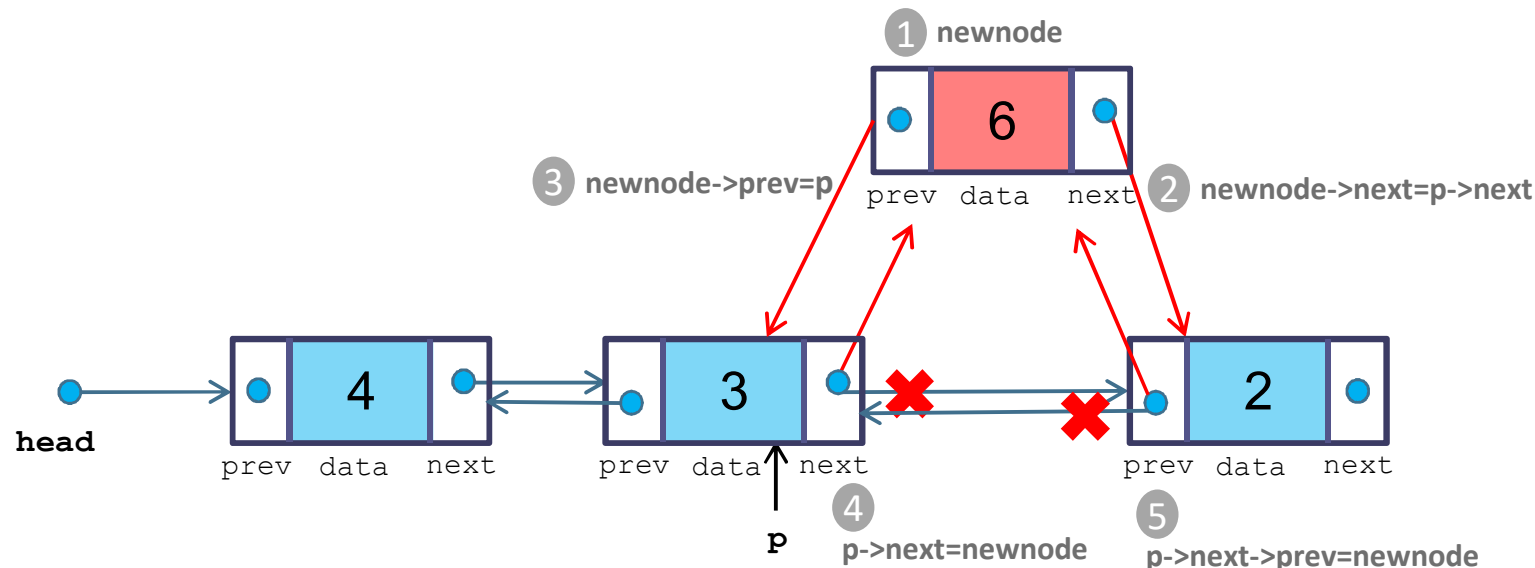 1 newnode
6
prev data next
3 newnode->prev=p
2 newnode->next=p->next
head
4
prev data next
3
prev data next
2
prev data next
p
4
p->next=newnode
5
p->next->prev=newnode